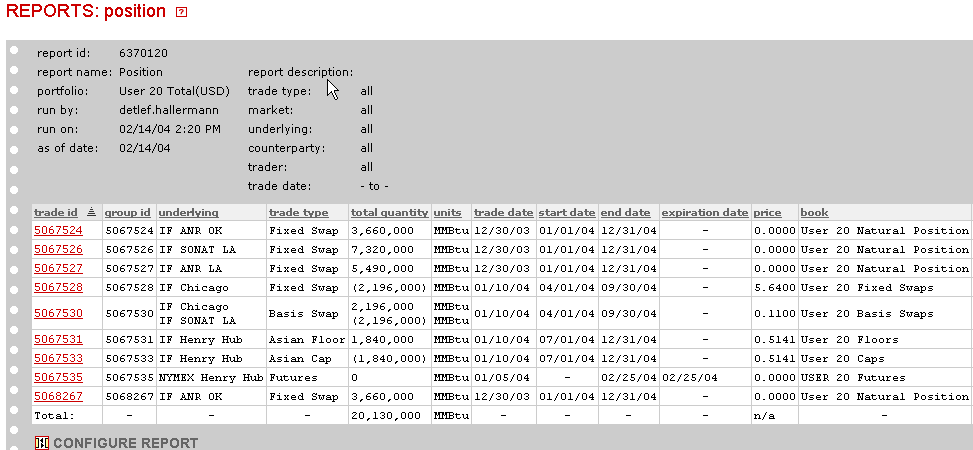 REPORTS: position ?
report id: 6370120
report name: Position report description:
portfolio: User 20 Total(USD) trade type: all
run by: detlef.hallermann market: all
run on: 02/14/04 2:20 PM underlying: all
as of date: 02/14/04 counterparty: all
trader: all
trade date: - to -
trade id group id underlying trade type total quantity units trade date start date end date expiration date price book
5067524 5067524 IF ANR OK Fixed Swap 3,660,000 MMBtu 12/30/03 01/01/04 12/31/04 - 0.0000 User 20 Natural Position
5067526 5067526 IF SONAT LA Fixed Swap 7,320,000 MMBtu 12/30/03 01/01/04 12/31/04 - 0.0000 User 20 Natural Position
5067527 5067527 IF ANR LA Fixed Swap 5,490,000 MMBtu 12/30/03 01/01/04 12/31/04 - 0.0000 User 20 Natural Position
5067528 5067528 IF Chicago Fixed Swap (2,196,000) MMBtu 01/10/04 04/01/04 09/30/04 - 5.6400 User 20 Fixed Swaps
IF Chicago 2,196,000 MMBtu
5067530 5067530 Basis Swap 01/10/04 04/01/04 09/30/04 - 0.1100 User 20 Basis Swaps
IF SONAT LA (2,196,000) MMBtu
5067531 5067531 IF Henry Hub Asian Floor 1,840,000 MMBtu 01/10/04 07/01/04 12/31/04 - 0.5141 User 20 Floors
5067533 5067533 IF Henry Hub Asian Cap (1,840,000) MMBtu 01/10/04 07/01/04 12/31/04 - 0.5141 User 20 Caps
5067535 5067535 NYMEX Henry Hub Futures 0 MMBtu 01/05/04 - 02/25/04 02/25/04 0.0000 USER 20 Futures
5068267 5068267 IF ANR OK Fixed Swap 3,660,000 MMBtu 12/30/03 01/01/04 12/31/04 - 0.0000 User 20 Natural Position
Total: - - - 20,130,000 MMBtu - - - - n/a -
CONFIGURE REPORT